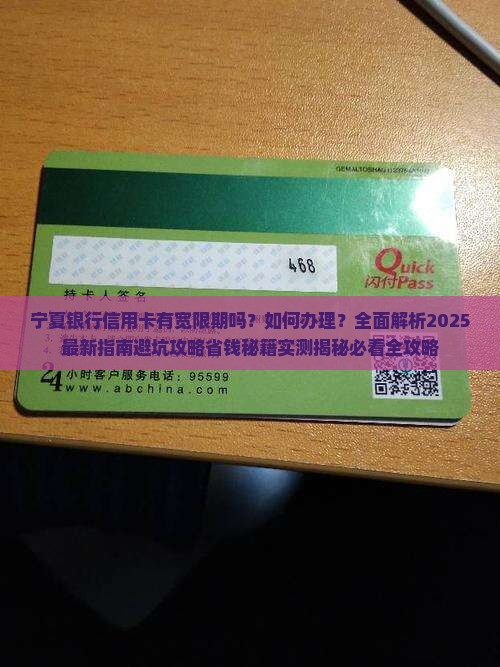 468
Quick
闪付Pass
持卡人签名
宁夏银行信用卡有宽限期吗？如何办理？全面解析2025
最新指南避坑攻略省钱秘籍实测揭秘必看全攻略
24小时客户服务电话：95599
www.abchina.com